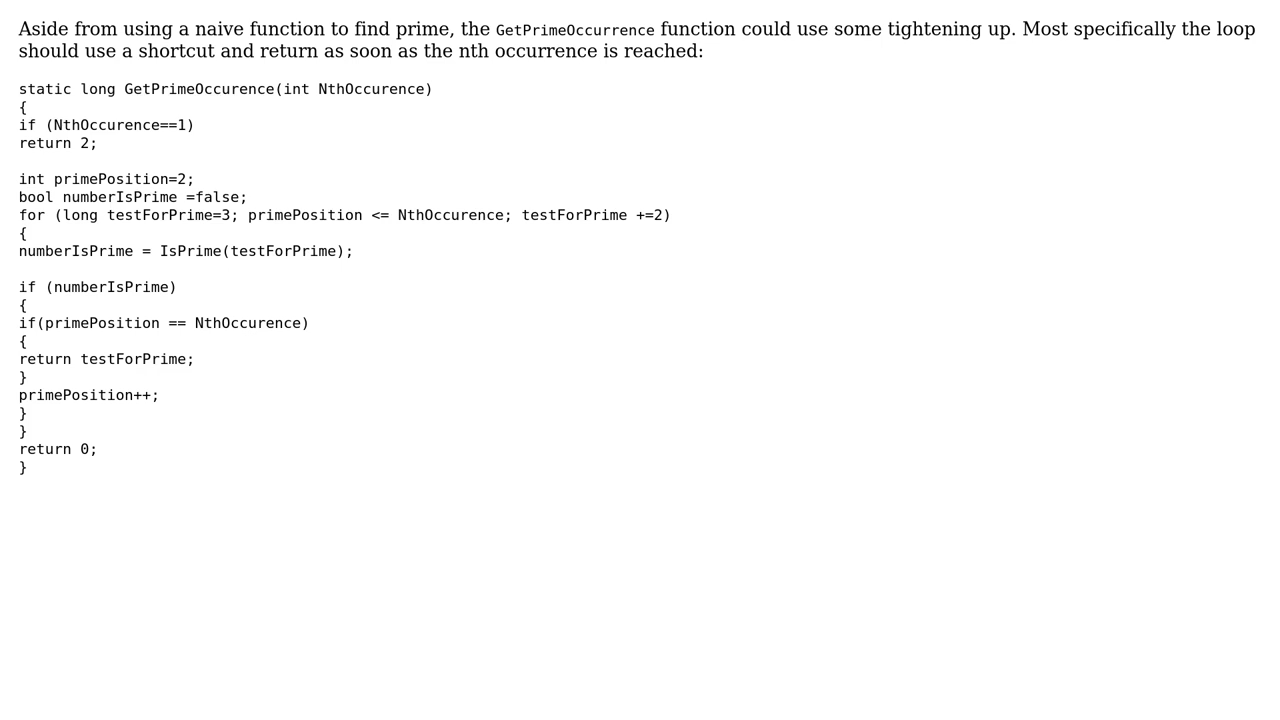 Aside from using a naive function to find prime, the GetPrimeOccurrence function could use some tightening up. Most specifically the loop
should use a shortcut and return as soon as the nth occurrence is reached:
static long GetPrimeOccurence(int NthOccurence)
{
if (NthOccurence==1)
return 2;
int primePosition=2;
bool numberIsPrime =false;
for (long testForPrime=3; primePosition <= NthOccurence; testForPrime +=2)
{
numberIsPrime = IsPrime(testForPrime);
if (numberIsPrime)
{
if(primePosition == NthOccurence)
{
return testForPrime;
}
primePosition++;
}
}
return 0;
}